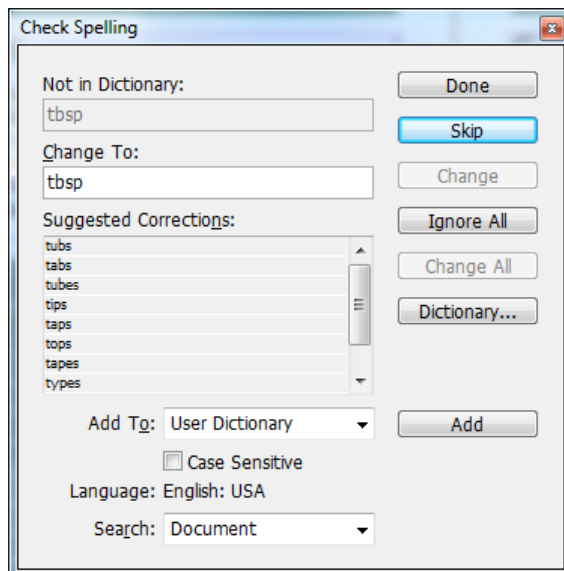 Check Spelling
Not in Dictionary:
tbsp
Change To:
tbsp
Suggested Corrections:
tubs
tabs
tubes
tips
taps
tops
tapes
types
Done
Skip
Change
Ignore All
Change All
Dictionary...
Add To: User Dictionary
Add
Case Sensitive
Language: English: USA
Search: Document